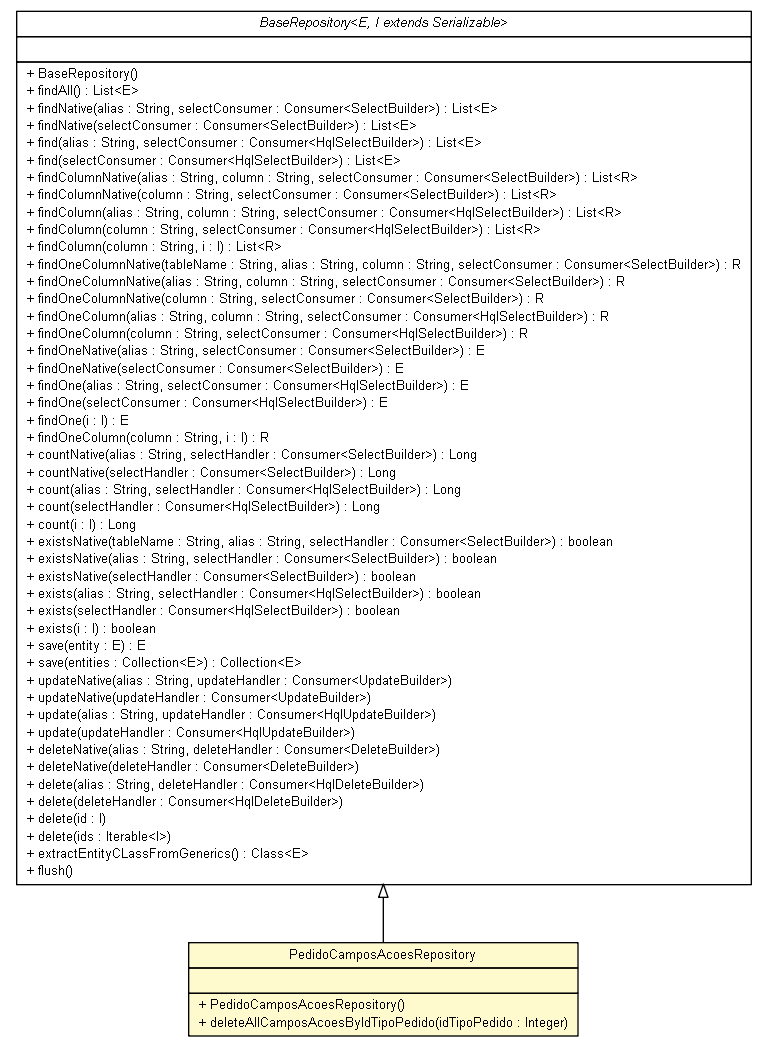 BaseRepository<E, I extends Serializable>
+ BaseRepository()
+ findAll() : List<E>
+ findNative(alias : String, selectConsumer : Consumer<SelectBuilder>) : List<E>
+ findNative(selectConsumer : Consumer<SelectBuilder>) : List<E>
+ find(alias : String, selectConsumer : Consumer<HqlSelectBuilder>) : List<E>
+ find(selectConsumer : Consumer<HqlSelectBuilder>) : List<E>
+ findColumnNative(alias : String, column : String, selectConsumer : Consumer<SelectBuilder>) : List<R>
+ findColumnNative(column : String, selectConsumer : Consumer<SelectBuilder>) : List<R>
+ findColumn(alias : String, column : String, selectConsumer : Consumer<HqlSelectBuilder>) : List<R>
+ findColumn(column : String, selectConsumer : Consumer<HqlSelectBuilder>) : List<R>
+ findColumn(column : String, i : I) : List<R>
+ findOneColumnNative(tableName : String, alias : String, column : String, selectConsumer : Consumer<SelectBuilder>) : R
+ findOneColumnNative(alias : String, column : String, selectConsumer : Consumer<SelectBuilder>) : R
+ findOneColumnNative(column : String, selectConsumer : Consumer<SelectBuilder>) : R
+ findOneColumn(alias : String, column : String, selectConsumer : Consumer<HqlSelectBuilder>) : R
+ findOneColumn(column : String, selectConsumer : Consumer<HqlSelectBuilder>) : R
+ findOneNative(alias : String, selectConsumer : Consumer<SelectBuilder>) : E
+ findOneNative(selectConsumer : Consumer<SelectBuilder>) : E
+ findOne(alias : String, selectConsumer : Consumer<HqlSelectBuilder>) : E
+ findOne(selectConsumer : Consumer<HqlSelectBuilder>) : E
+ findOne(i : I) : E
+ findOneColumn(column : String, i : I) : R
+ countNative(alias : String, selectHandler : Consumer<SelectBuilder>) : Long
+ countNative(selectHandler : Consumer<SelectBuilder>) : Long
+ count(alias : String, selectHandler : Consumer<HqlSelectBuilder>) : Long
+ count(selectHandler : Consumer<HqlSelectBuilder>) : Long
+ count(i : I) : Long
+ existsNative(tableName : String, alias : String, selectHandler : Consumer<SelectBuilder>) : boolean
+ existsNative(alias : String, selectHandler : Consumer<SelectBuilder>) : boolean
+ existsNative(selectHandler : Consumer<SelectBuilder>) : boolean
+ exists(alias : String, selectHandler : Consumer<HqlSelectBuilder>) : boolean
+ exists(selectHandler : Consumer<HqlSelectBuilder>) : boolean
+ exists(i : I) : boolean
+ save(entity : E) : E
+ save(entities : Collection<E>) : Collection<E>
+ updateNative(alias : String, updateHandler : Consumer<UpdateBuilder>)
+ updateNative(updateHandler : Consumer<UpdateBuilder>)
+ update(alias : String, updateHandler : Consumer<HqlUpdateBuilder>)
+ update(updateHandler : Consumer<HqlUpdateBuilder>)
+ deleteNative(alias : String, deleteHandler : Consumer<DeleteBuilder>)
+ deleteNative(deleteHandler : Consumer<DeleteBuilder>)
+ delete(alias : String, deleteHandler : Consumer<HqlDeleteBuilder>)
+ delete(deleteHandler : Consumer<HqlDeleteBuilder>)
+ delete(id : I)
+ delete(ids : Iterable<I>)
+ extractEntityCLassFromGenerics() : Class<E>
+ flush()
PedidoCamposAcoesRepository
+ PedidoCamposAcoesRepository()
+ deleteAllCamposAcoesByIdTipoPedido(idTipoPedido : Integer)